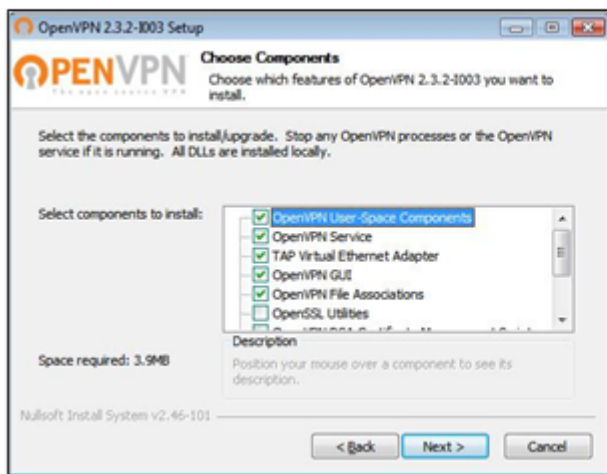 OpenVPN 2.3.2-I003 Setup
OPENVPN
The open source VPN
Choose Components
Choose which features of OpenVPN 2.3.2-I003 you want to
install.
Select the components to install/upgrade. Stop any OpenVPN processes or the OpenVPN
service if it is running. All DLLs are installed locally.
Select components to install:
OpenVPN User-Space Components
OpenVPN Service
TAP Virtual Ethernet Adapter
OpenVPN GUI
OpenVPN File Associations
OpenSSL Utilities
Space required: 3.9MB
Description
Position your mouse over a component to see its
description.
Nullsoft Install System v2.46-101
< Back
Next >
Cancel